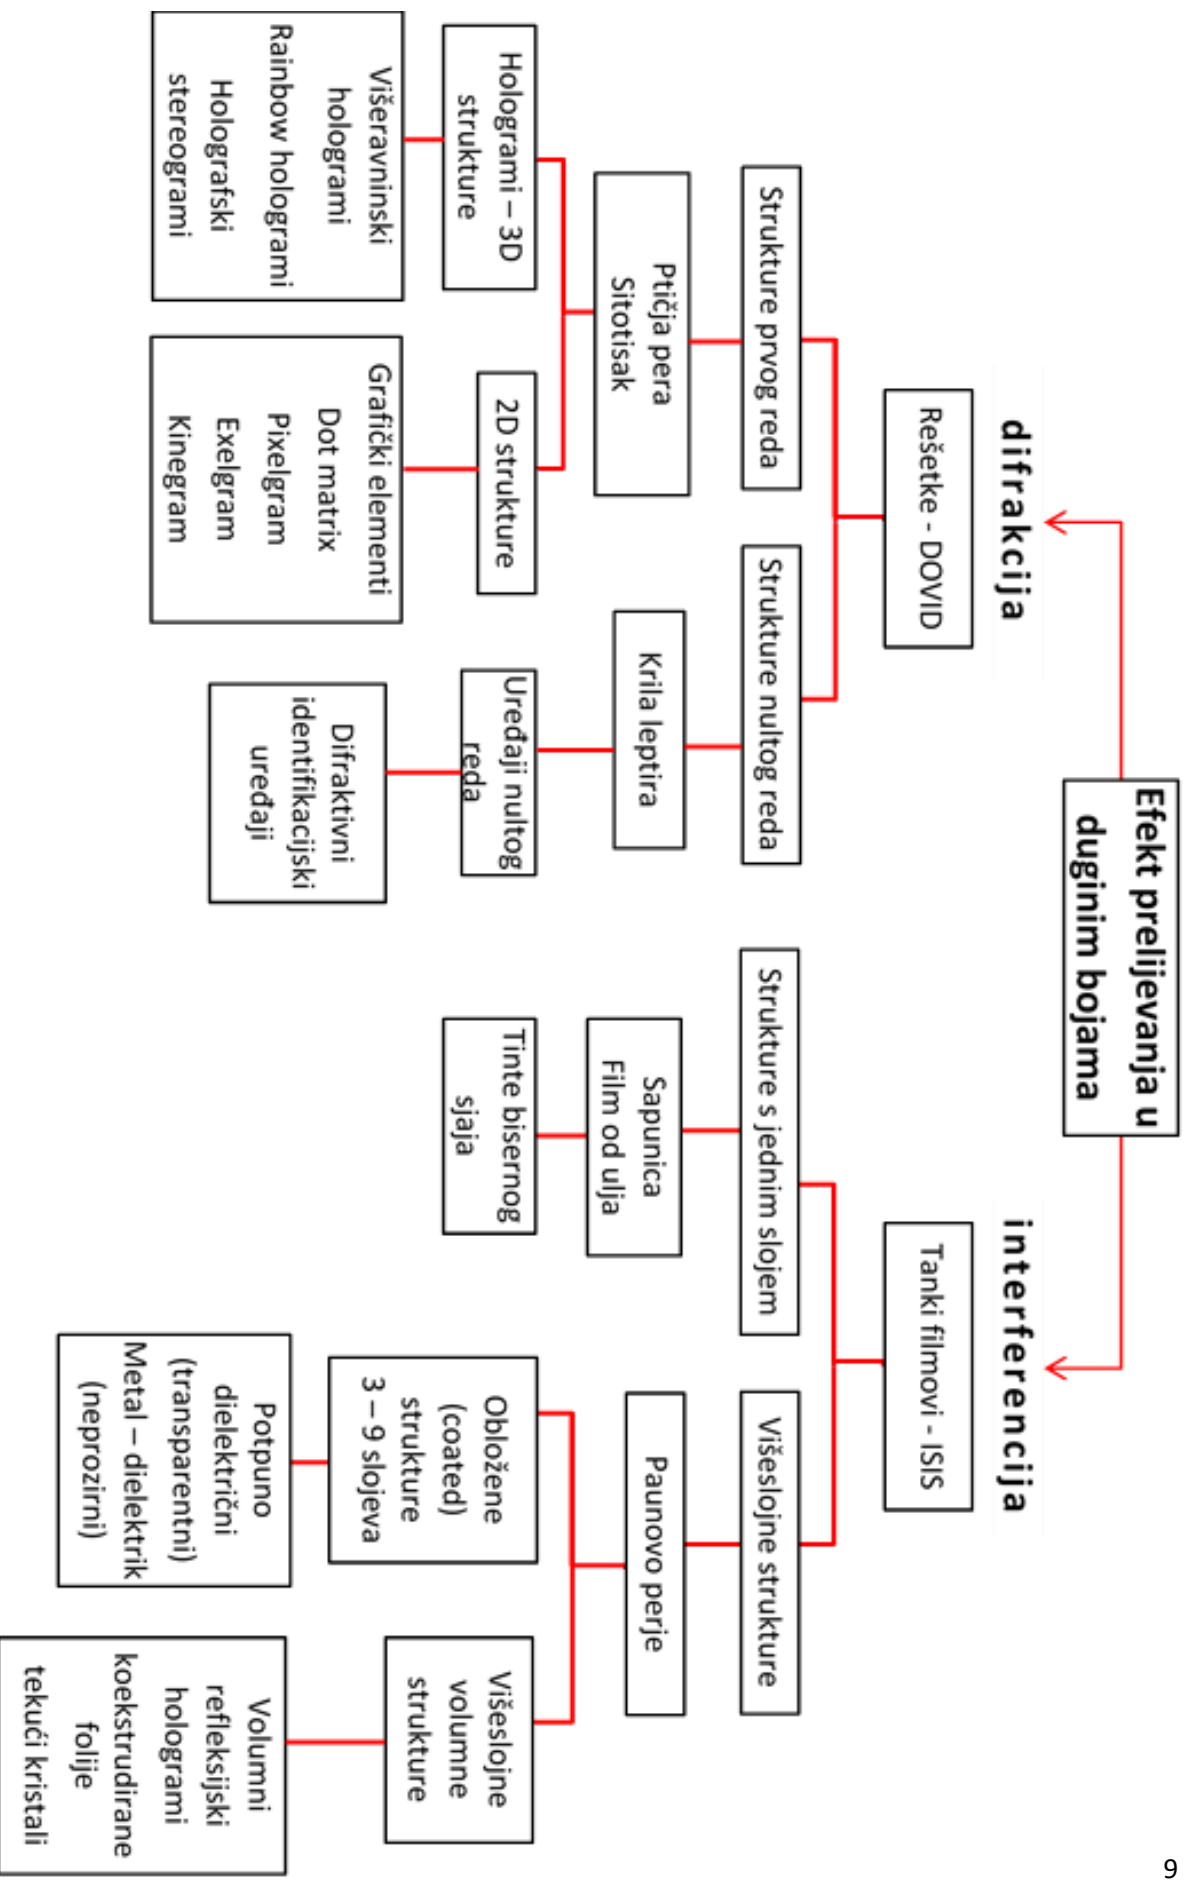 Efekt prelijevanja u
duginim bojama
difrakcija
interferencija
Rešetke - DOVID
Tanki filmovi - ISIS
Strukture prvog reda
Strukture nultog reda
Strukture s jednim slojem
Višeslojne strukture
Ptičja pera
Sitotisak
Krila leptira
Sapunica
Film od ulja
Paunovo perje
Hologrami – 3D
strukture
2D strukture
Uređaji nultog
reda
Tinte bisernog
sjaja
Obložene
(coated)
strukture
3 – 9 slojeva
Višeslojne
volumne
strukture
Višeravninski
hologrami
Rainbow hologrami
Holografski
stereogrami
Grafički elementi
Dot matrix
Pixelgram
Exelgram
Kinegram
Difraktivni
identifikacijski
uređaji
Potpuno
dielektrični
(transparentni)
Metal – dielektrik
(neprozirni)
Volumni
refleksijski
hologrami
koekstrudirane
folije
tekući kristali
9